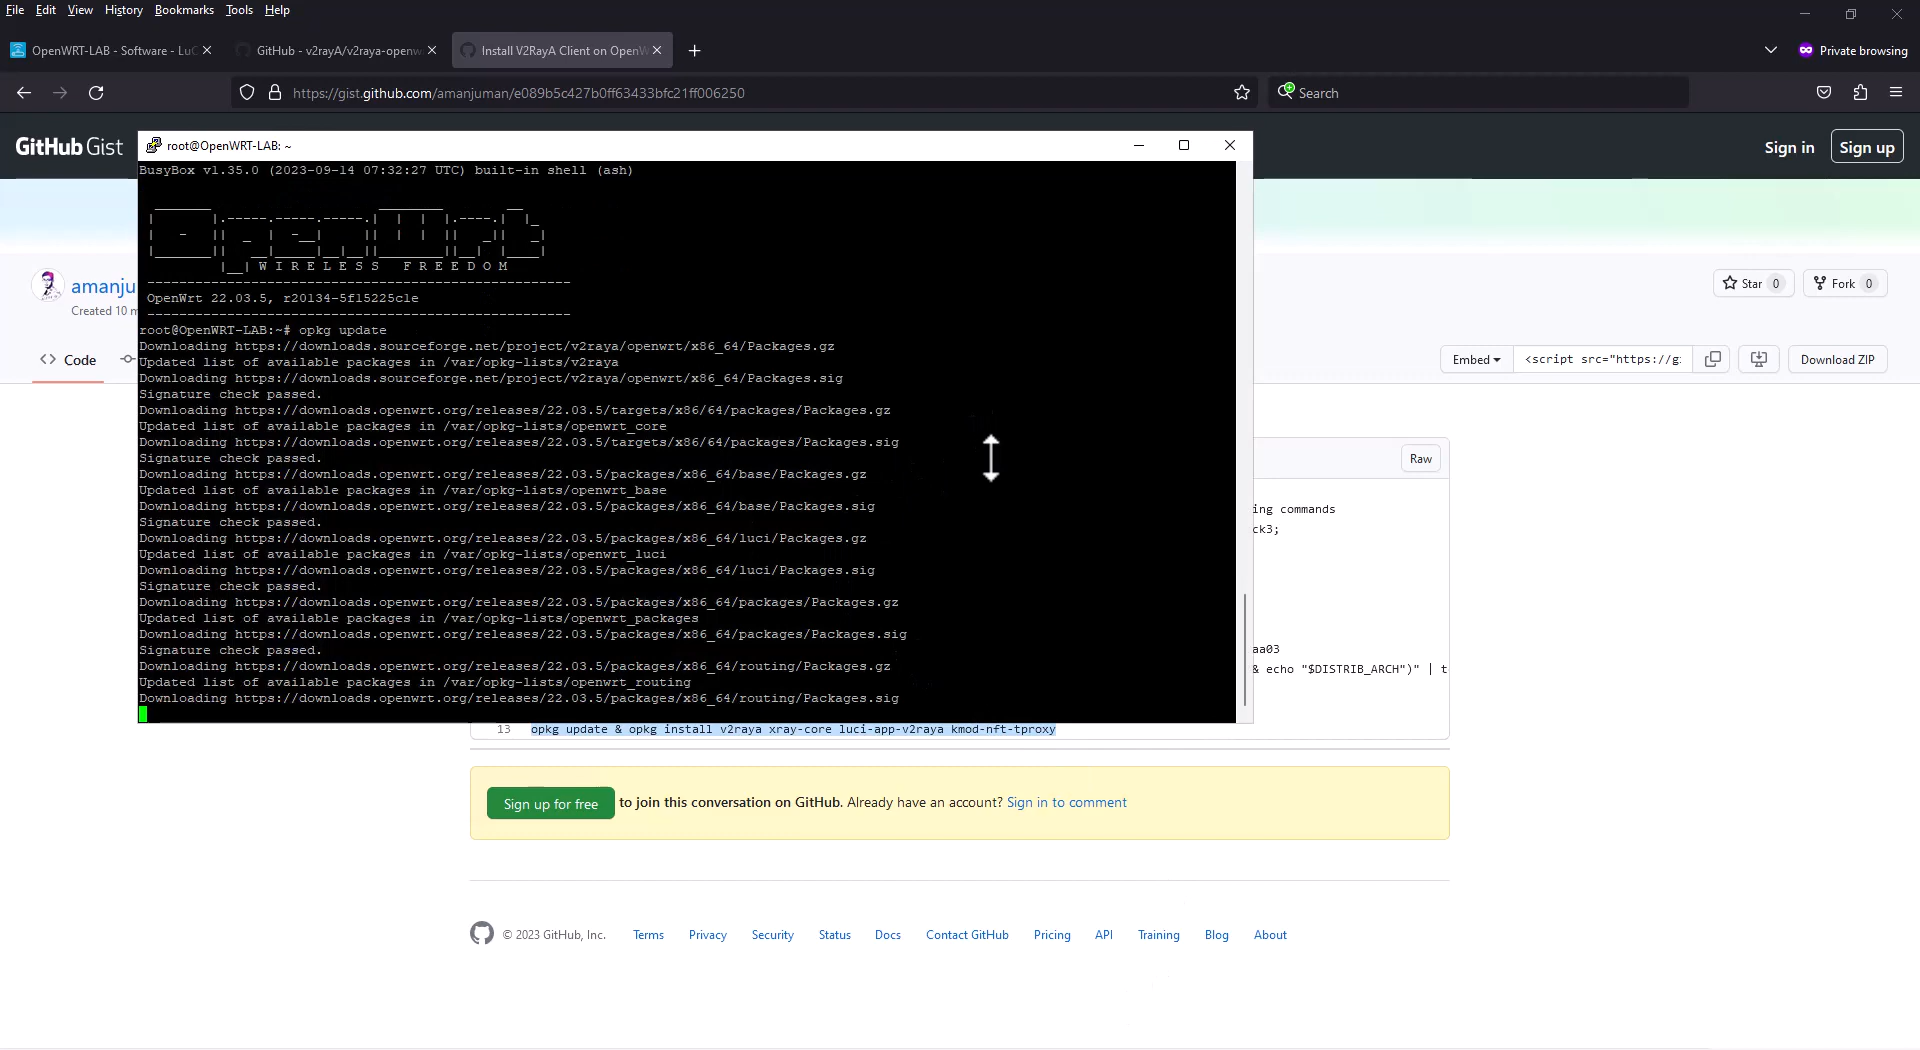 File Edit View History Bookmarks Tools Help
OpenWRT-LAB - Software - LuC
GitHub - v2rayA/v2raya-openw
Install V2RayA Client on OpenW
Private browsing
https://gist.github.com/amanjuman/e089b5c427b0ff63433bfc21ff006250
Search
GitHub Gist
Sign in
Sign up
root@OpenWRT-LAB: ~
BusyBox v1.35.0 (2023-09-14 07:32:27 UTC) built-in shell (ash)
OpenWrt
W I R E L E S S   F R E E D O M
-----------------------------------------------------
OpenWrt 22.03.5, r20134-5f15225c1e
-----------------------------------------------------
root@OpenWRT-LAB:~# opkg update
Downloading https://downloads.sourceforge.net/project/v2raya/openwrt/x86_64/Packages.gz
Updated list of available packages in /var/opkg-lists/v2raya
Downloading https://downloads.sourceforge.net/project/v2raya/openwrt/x86_64/Packages.sig
Signature check passed.
Downloading https://downloads.openwrt.org/releases/22.03.5/targets/x86/64/packages/Packages.gz
Updated list of available packages in /var/opkg-lists/openwrt_core
Downloading https://downloads.openwrt.org/releases/22.03.5/targets/x86/64/packages/Packages.sig
Signature check passed.
Downloading https://downloads.openwrt.org/releases/22.03.5/packages/x86_64/base/Packages.gz
Updated list of available packages in /var/opkg-lists/openwrt_base
Downloading https://downloads.openwrt.org/releases/22.03.5/packages/x86_64/base/Packages.sig
Signature check passed.
Downloading https://downloads.openwrt.org/releases/22.03.5/packages/x86_64/luci/Packages.gz
Updated list of available packages in /var/opkg-lists/openwrt_luci
Downloading https://downloads.openwrt.org/releases/22.03.5/packages/x86_64/luci/Packages.sig
Signature check passed.
Downloading https://downloads.openwrt.org/releases/22.03.5/packages/x86_64/packages/Packages.gz
Updated list of available packages in /var/opkg-lists/openwrt_packages
Downloading https://downloads.openwrt.org/releases/22.03.5/packages/x86_64/packages/Packages.sig
Signature check passed.
Downloading https://downloads.openwrt.org/releases/22.03.5/packages/x86_64/routing/Packages.gz
Updated list of available packages in /var/opkg-lists/openwrt_routing
Downloading https://downloads.openwrt.org/releases/22.03.5/packages/x86_64/routing/Packages.sig
amanju
Created 10 m
Star 0
Fork 0
Code
Embed
<script src="https://g:
Download ZIP
Raw
ing commands
ck3;
aa03
& echo "$DISTRIB_ARCH")" | t
13 opkg update & opkg install v2raya xray-core luci-app-v2raya kmod-nft-tproxy
Sign up for free to join this conversation on GitHub. Already have an account? Sign in to comment
© 2023 GitHub, Inc. Terms Privacy Security Status Docs Contact GitHub Pricing API Training Blog About